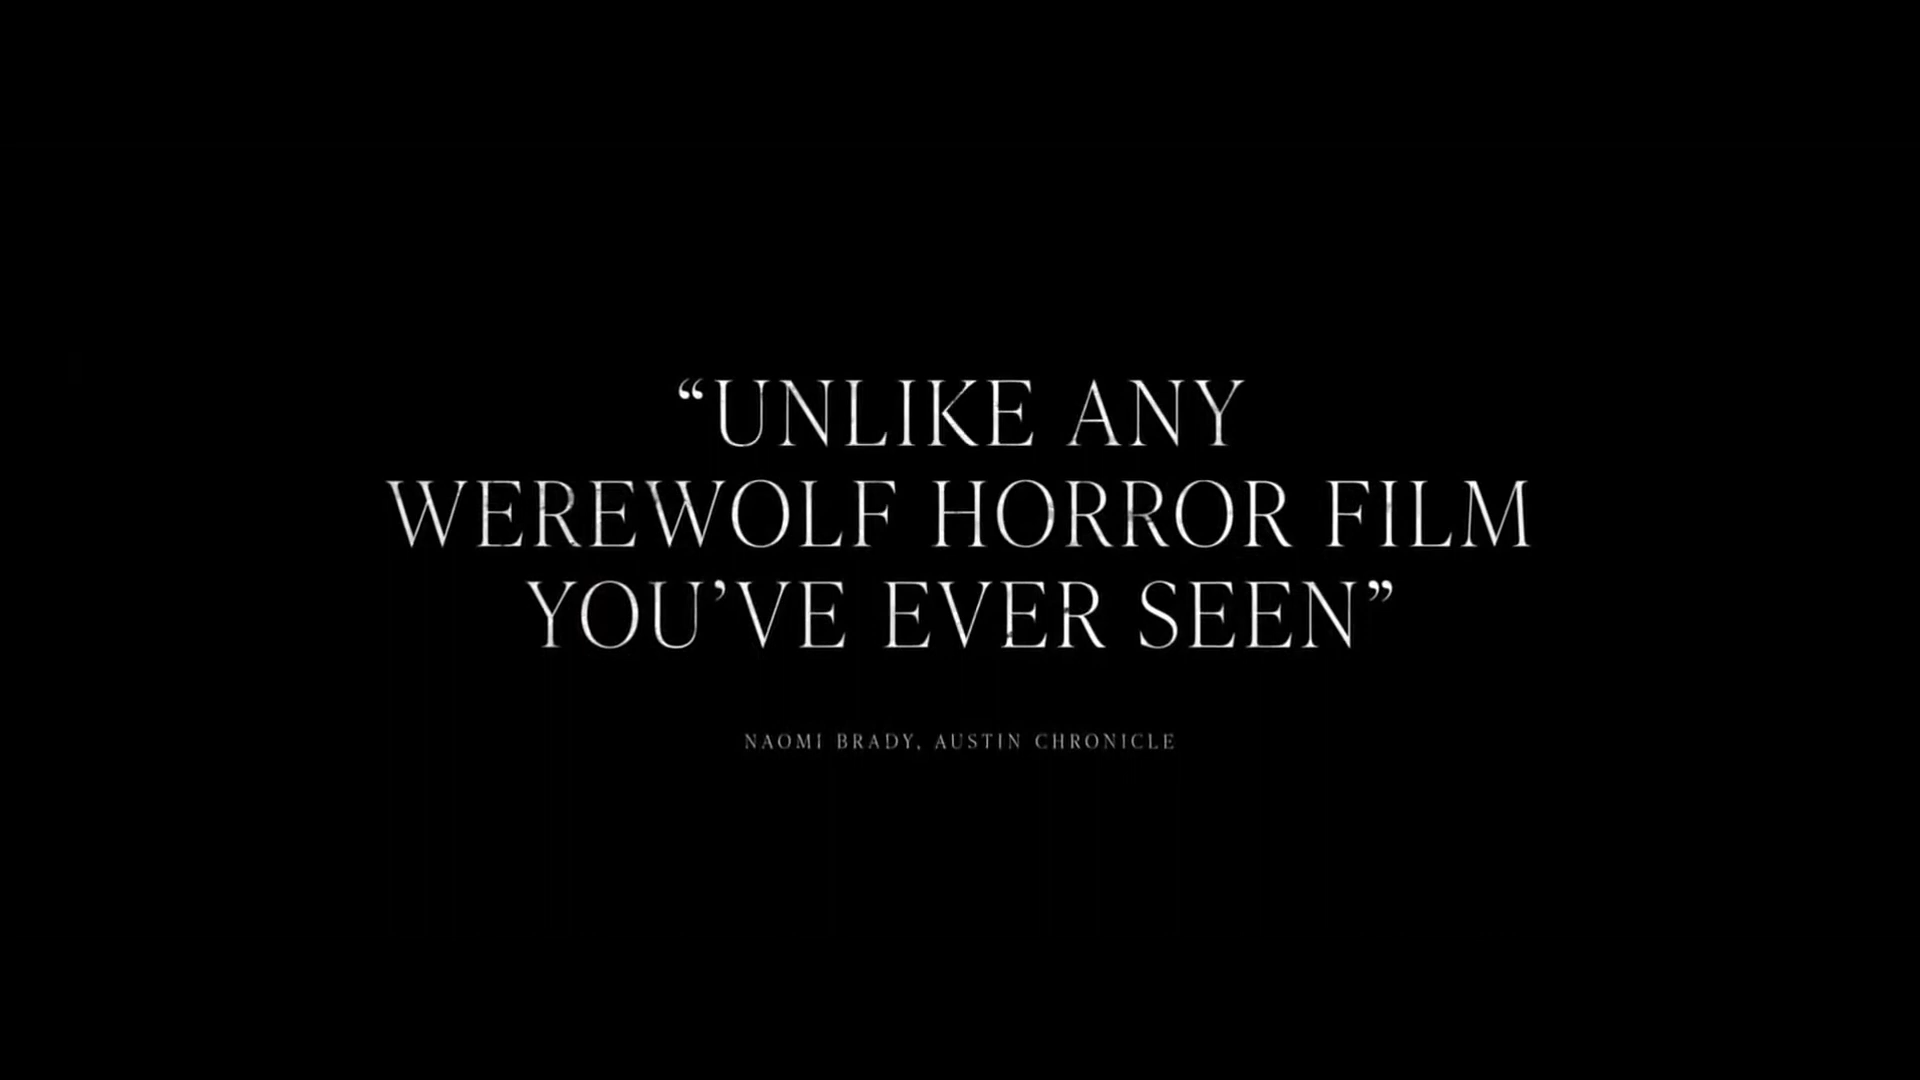 “UNLIKE ANY
WEREWOLF HORROR FILM
YOU’VE EVER SEEN”
NAOMI BRADY, AUSTIN CHRONICLE